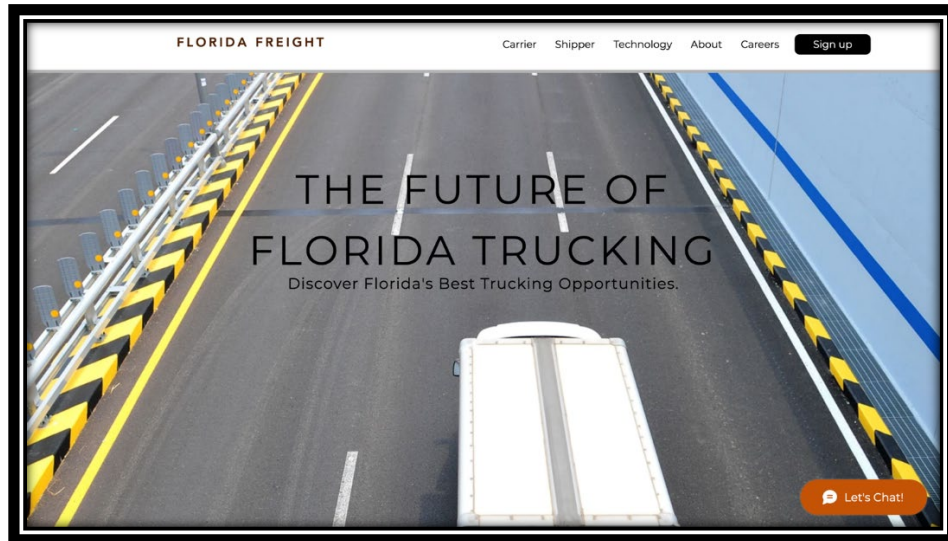 FLORIDA FREIGHT
Carrier Shipper Technology About Careers Sign up
THE FUTURE OF
FLORIDA TRUCKING
Discover Florida's Best Trucking Opportunities.
Let's Chat!